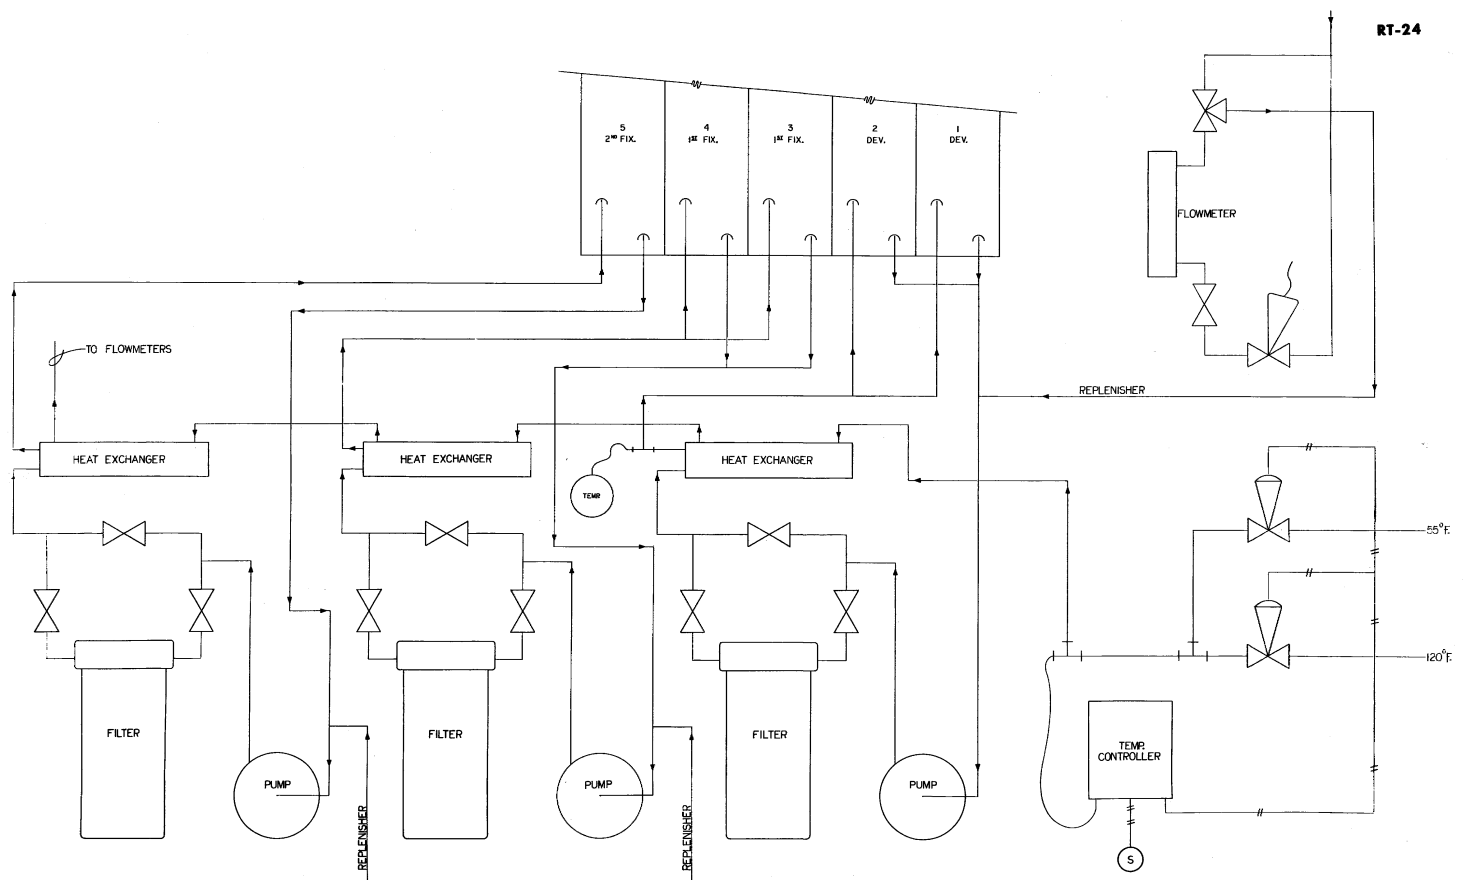 RT-24
5
2ND FIX.
4
1ST FIX.
3
1ST FIX.
2
DEV.
1
DEV.
FLOWMETER
TO FLOWMETERS
REPLENISHER
HEAT EXCHANGER
HEAT EXCHANGER
HEAT EXCHANGER
TEMP.
55°F.
120°F.
FILTER
FILTER
FILTER
TEMP.
CONTROLLER
PUMP
PUMP
PUMP
REPLENISHER
REPLENISHER
S